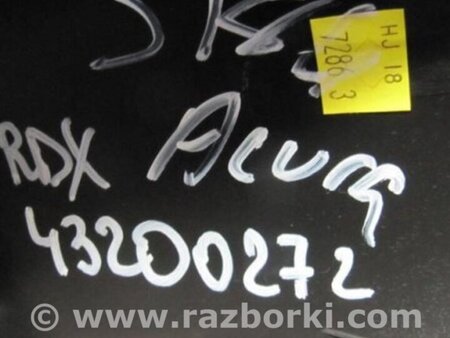 HJ 18
7286 3
RDX Acura
43200272
© www.razborki.com